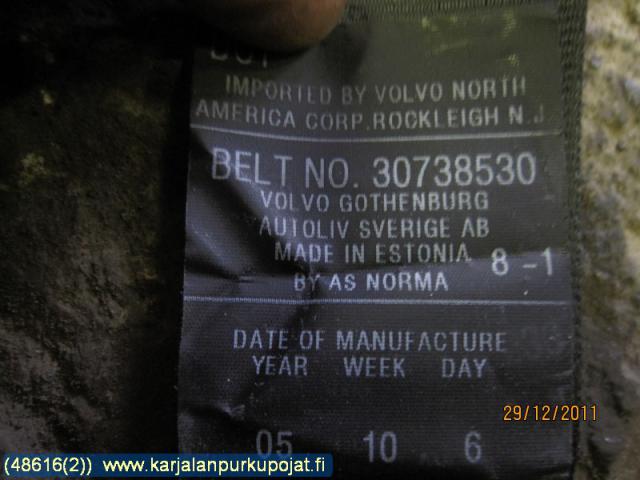 IMPORTED BY VOLVO NORTH
AMERICA CORP.ROCKLEIGH N.J
BELT NO. 30738530
VOLVO GOTHENBURG
AUTOLIV SVERIGE AB
MADE IN ESTONIA 8-1
BY AS NORMA
DATE OF MANUFACTURE
YEAR WEEK DAY
05 10 6
29/12/2011
(48616(2)) www.karjalanpurkupojat.fi